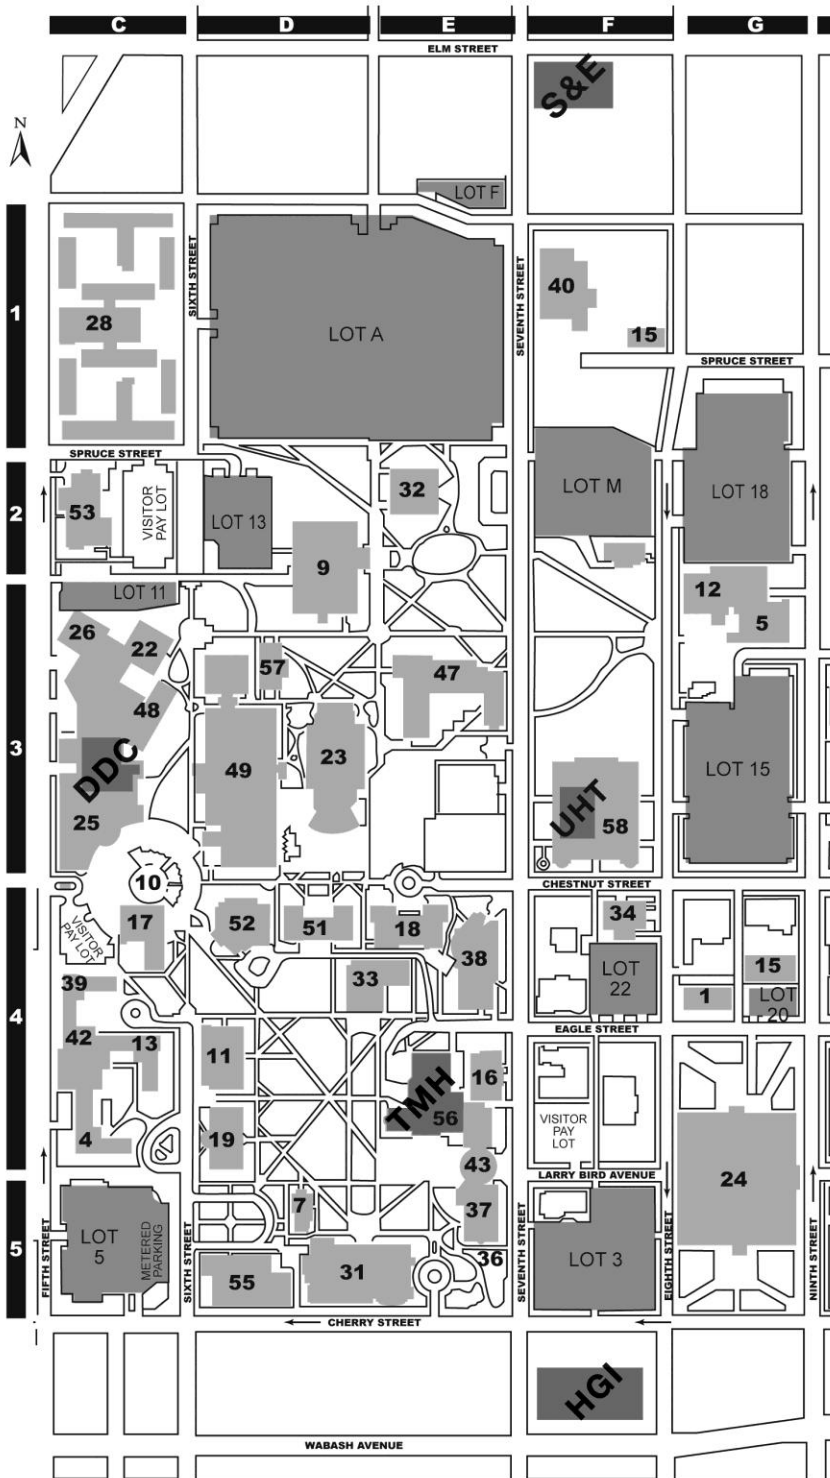 C D E F G
ELM STREET
S&E
N
LOT F
SIXTH STREET
SEVENTH STREET
1
40
28
LOT A
15
SPRUCE STREET
SPRUCE STREET
2
53
VISITOR
PAY LOT
LOT 13
32
LOT M
LOT 18
9
LOT 11
12
5
26
22
57
47
48
3
DDC
49
23
LOT 15
UHT
58
25
10
CHESTNUT STREET
17
VISITOR
PAY LOT
52
51
18
34
38
33
LOT
22
15
39
1
LOT
20
4
EAGLE STREET
42
13
11
TMH
16
56
VISITOR
PAY
LOT
4
19
43
LARRY BIRD AVENUE
24
7
37
LOT
5
METERED
PARKING
5
FIFTH STREET
SIXTH STREET
55
31
36
SEVENTH STREET
LOT 3
EIGHTH STREET
NINTH STREET
CHERRY STREET
HGI
WABASH AVENUE